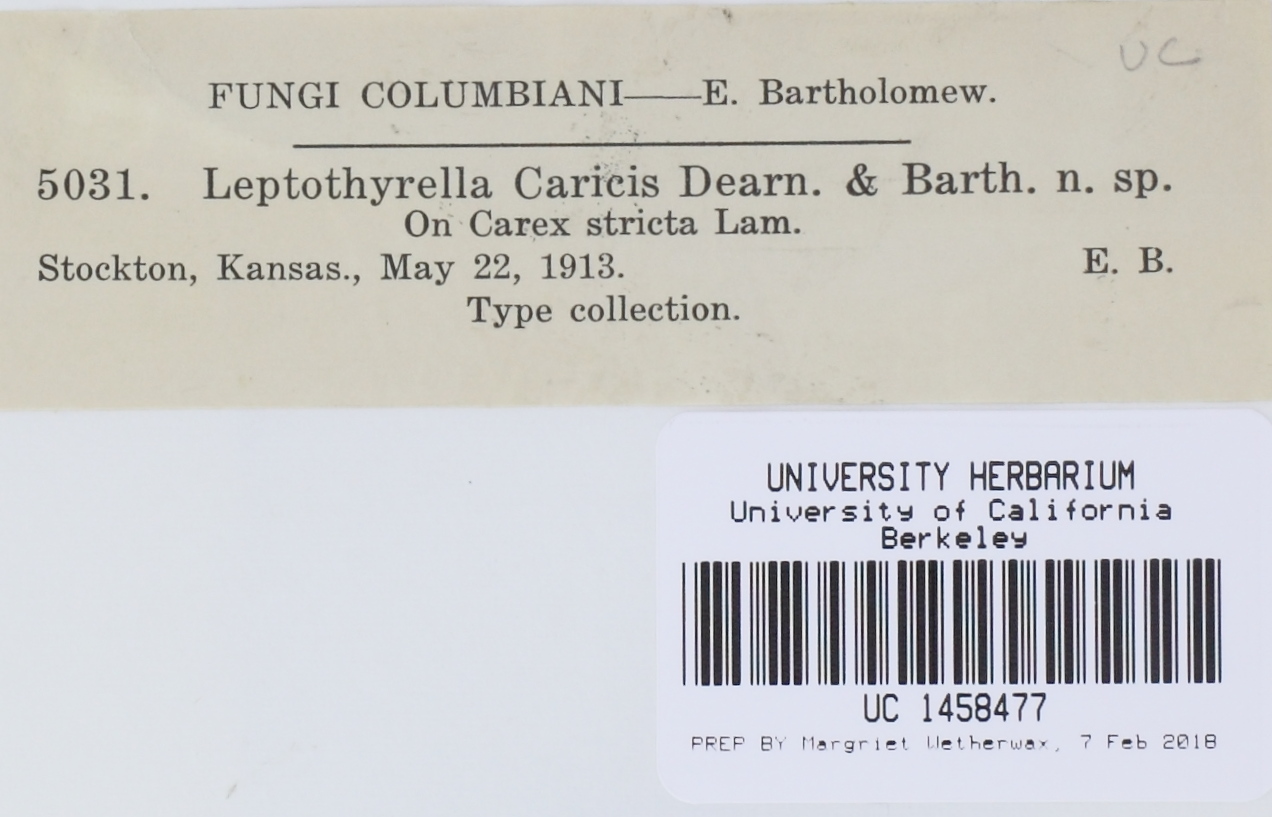 UC
FUNGI COLUMBIANI——E. Bartholomew.
5031. Leptothyrella Caricis Dearn. & Barth. n. sp.
On Carex stricta Lam.
Stockton, Kansas., May 22, 1913. E. B.
Type collection.
UNIVERSITY HERBARIUM
University of California
Berkeley
UC 1458477
PREP BY Margriet Wetherwax, 7 Feb 2018